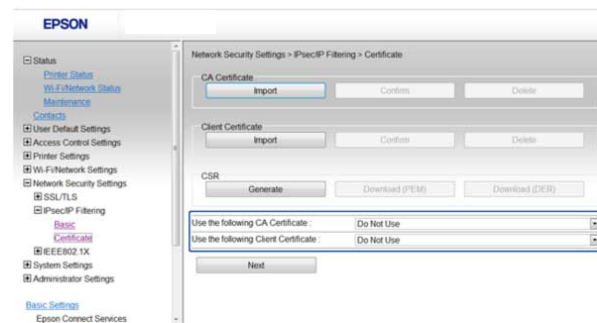 EPSON
Status
Printer Status
Wi-Fi/Network Status
Maintenance
Contacts
User Default Settings
Access Control Settings
Printer Settings
Wi-Fi/Network Settings
Network Security Settings
SSL/TLS
IPsec/IP Filtering
Basic
Certificate
IEEE802.1X
System Settings
Administrator Settings
Basic Settings
Epson Connect Services
Network Security Settings > IPsec/IP Filtering > Certificate
CA Certificate
Import Confirm Delete
Client Certificate
Import Confirm Delete
CSR
Generate Download (PEM) Download (DER)
Use the following CA Certificate : Do Not Use
Use the following Client Certificate : Do Not Use
Next